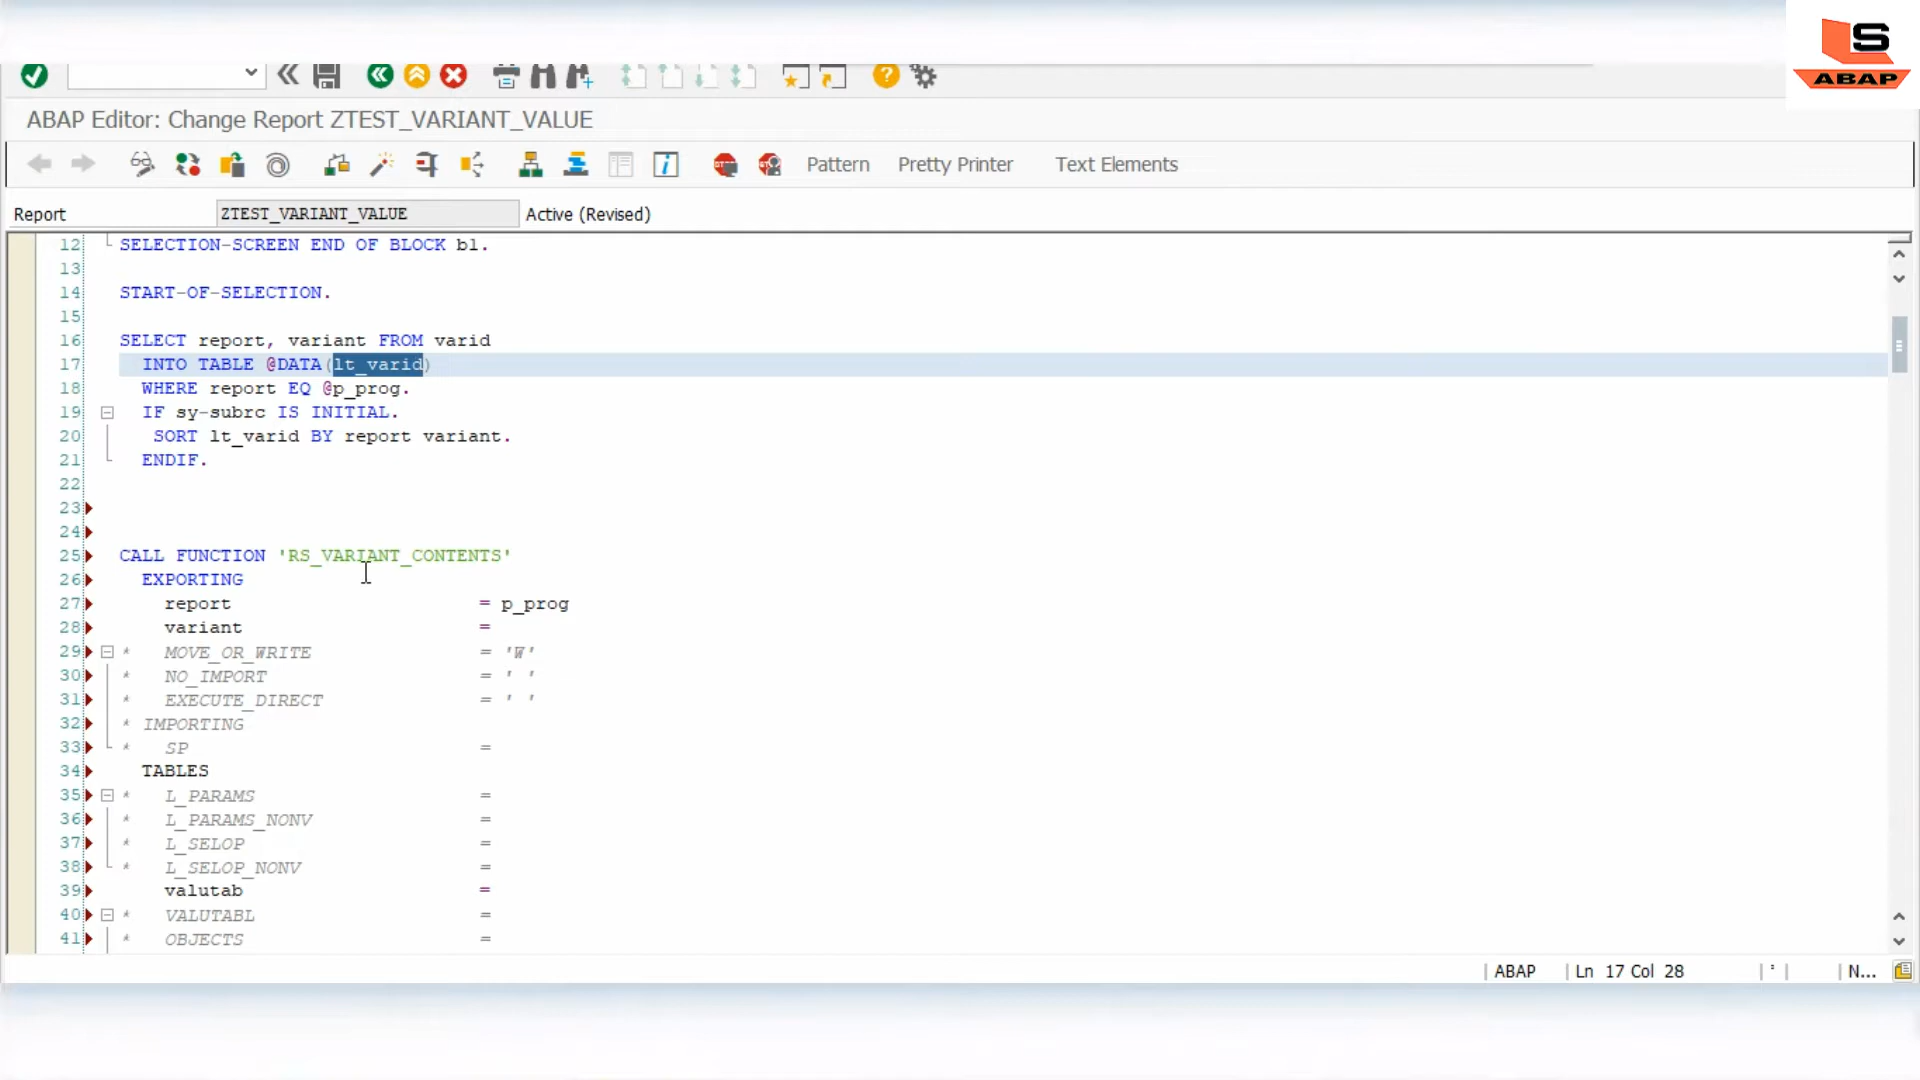 S
ABAP
ABAP Editor: Change Report ZTEST_VARIANT_VALUE
Pattern Pretty Printer Text Elements
Report ZTEST_VARIANT_VALUE Active (Revised)
12 SELECTION-SCREEN END OF BLOCK b1.
13
14 START-OF-SELECTION.
15
16 SELECT report, variant FROM varid
17 INTO TABLE @DATA(lt_varid)
18 WHERE report EQ @p_prog.
19 IF sy-subrc IS INITIAL.
20 SORT lt_varid BY report variant.
21 ENDIF.
22
23
24
25 CALL FUNCTION 'RS_VARIANT_CONTENTS'
26 EXPORTING
27 report = p_prog
28 variant =
29 * MOVE_OR_WRITE = 'W'
30 * NO_IMPORT = ' '
31 * EXECUTE_DIRECT = ' '
32 * IMPORTING
33 * SP =
34 TABLES
35 * L_PARAMS =
36 * L_PARAMS_NONV =
37 * L_SELOP =
38 * L_SELOP_NONV =
39 valutab =
40 * VALUTABL =
41 * OBJECTS =
ABAP Ln 17 Col 28 N...